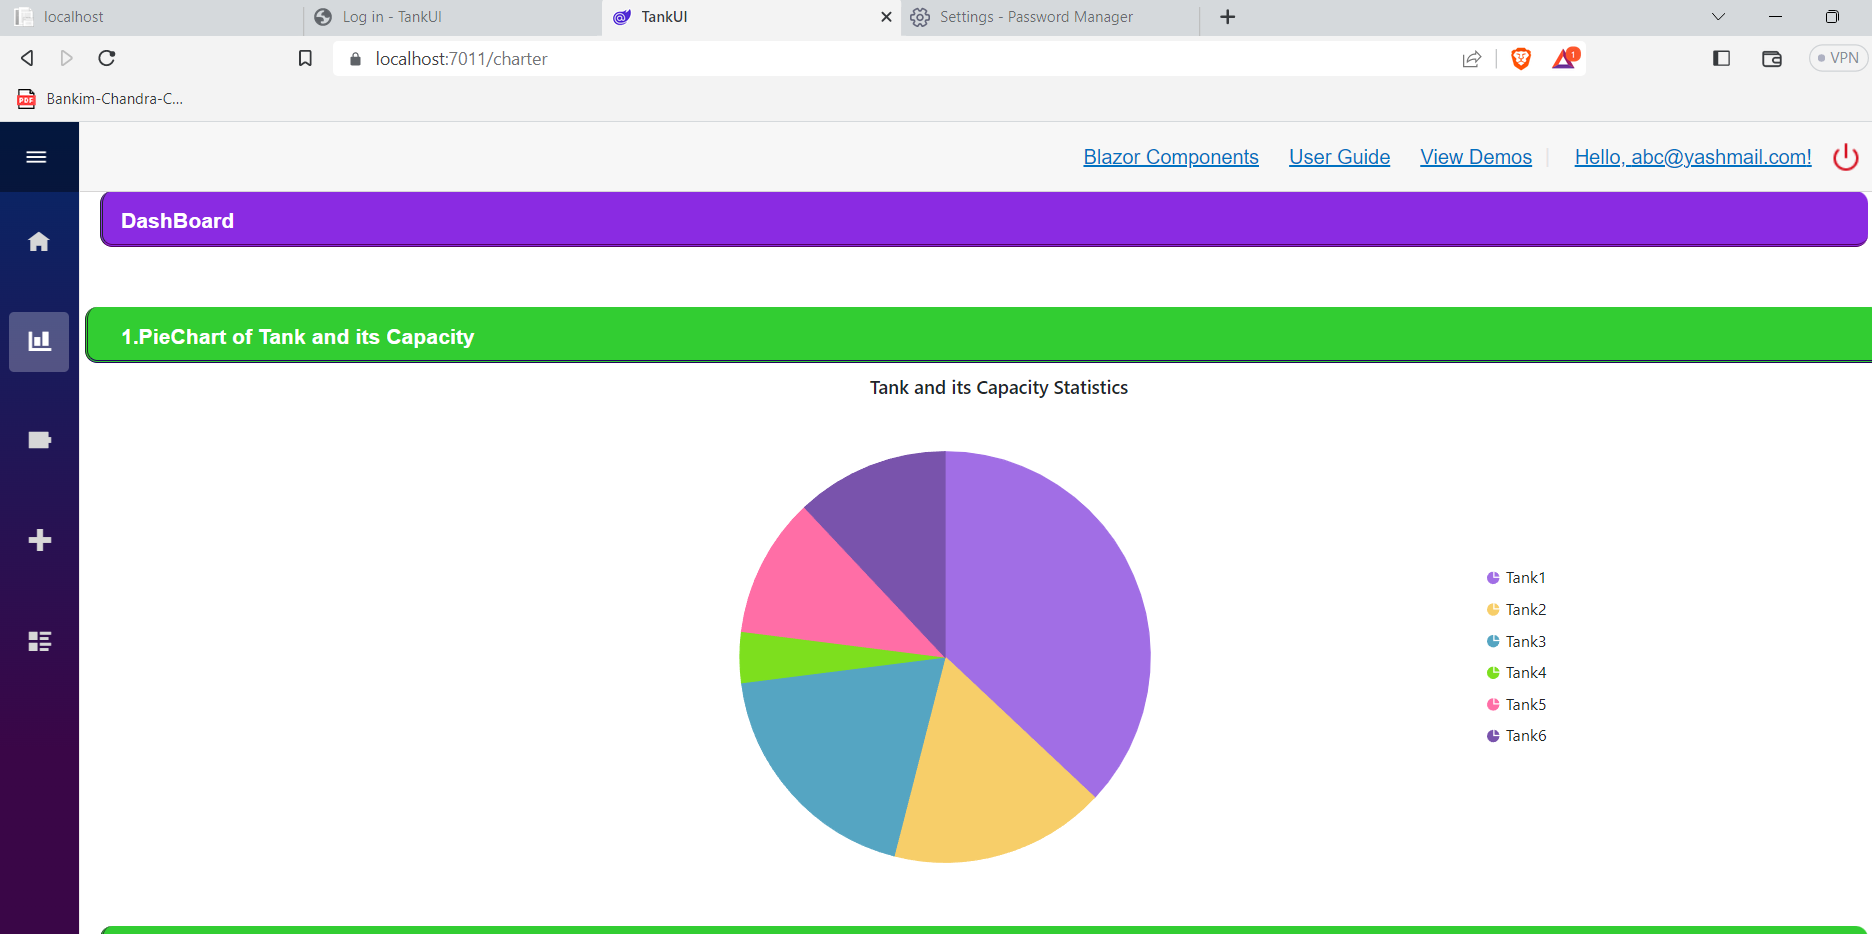 localhost
Log in - TankUI
TankUI
Settings - Password Manager
localhost:7011/charter
1
VPN
PDF
Bankim-Chandra-C...
Blazor Components
User Guide
View Demos
Hello, abc@yashmail.com!
DashBoard
1.PieChart of Tank and its Capacity
Tank and its Capacity Statistics
Tank1
Tank2
Tank3
Tank4
Tank5
Tank6